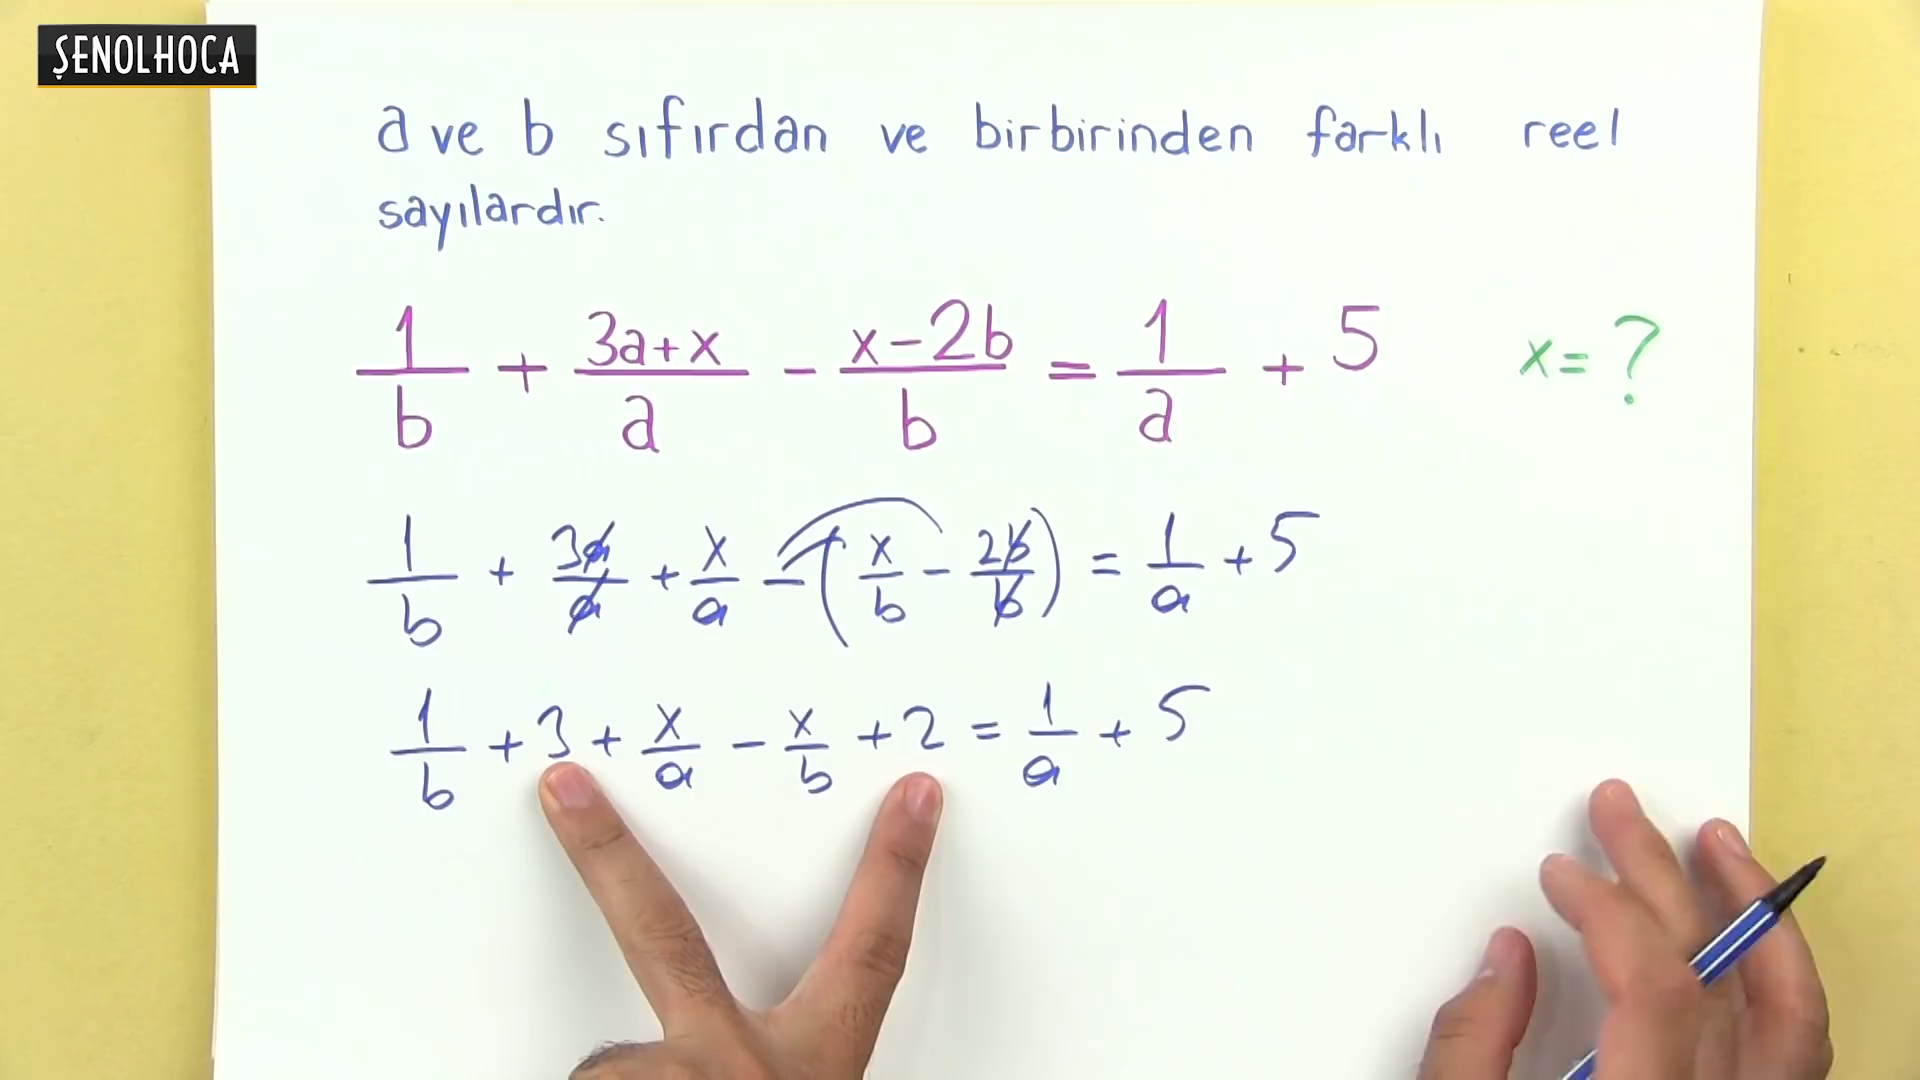 ŞENOLHOCA
a ve b sıfırdan ve birbirinden farklı reel
sayılardır.
1/b + (3a+x)/a - (x-2b)/b = 1/a + 5 x = ?
1/b + 3a/a + x/a - (x/b - 2b/b) = 1/a + 5
1/b + 3 + x/a - x/b + 2 = 1/a + 5